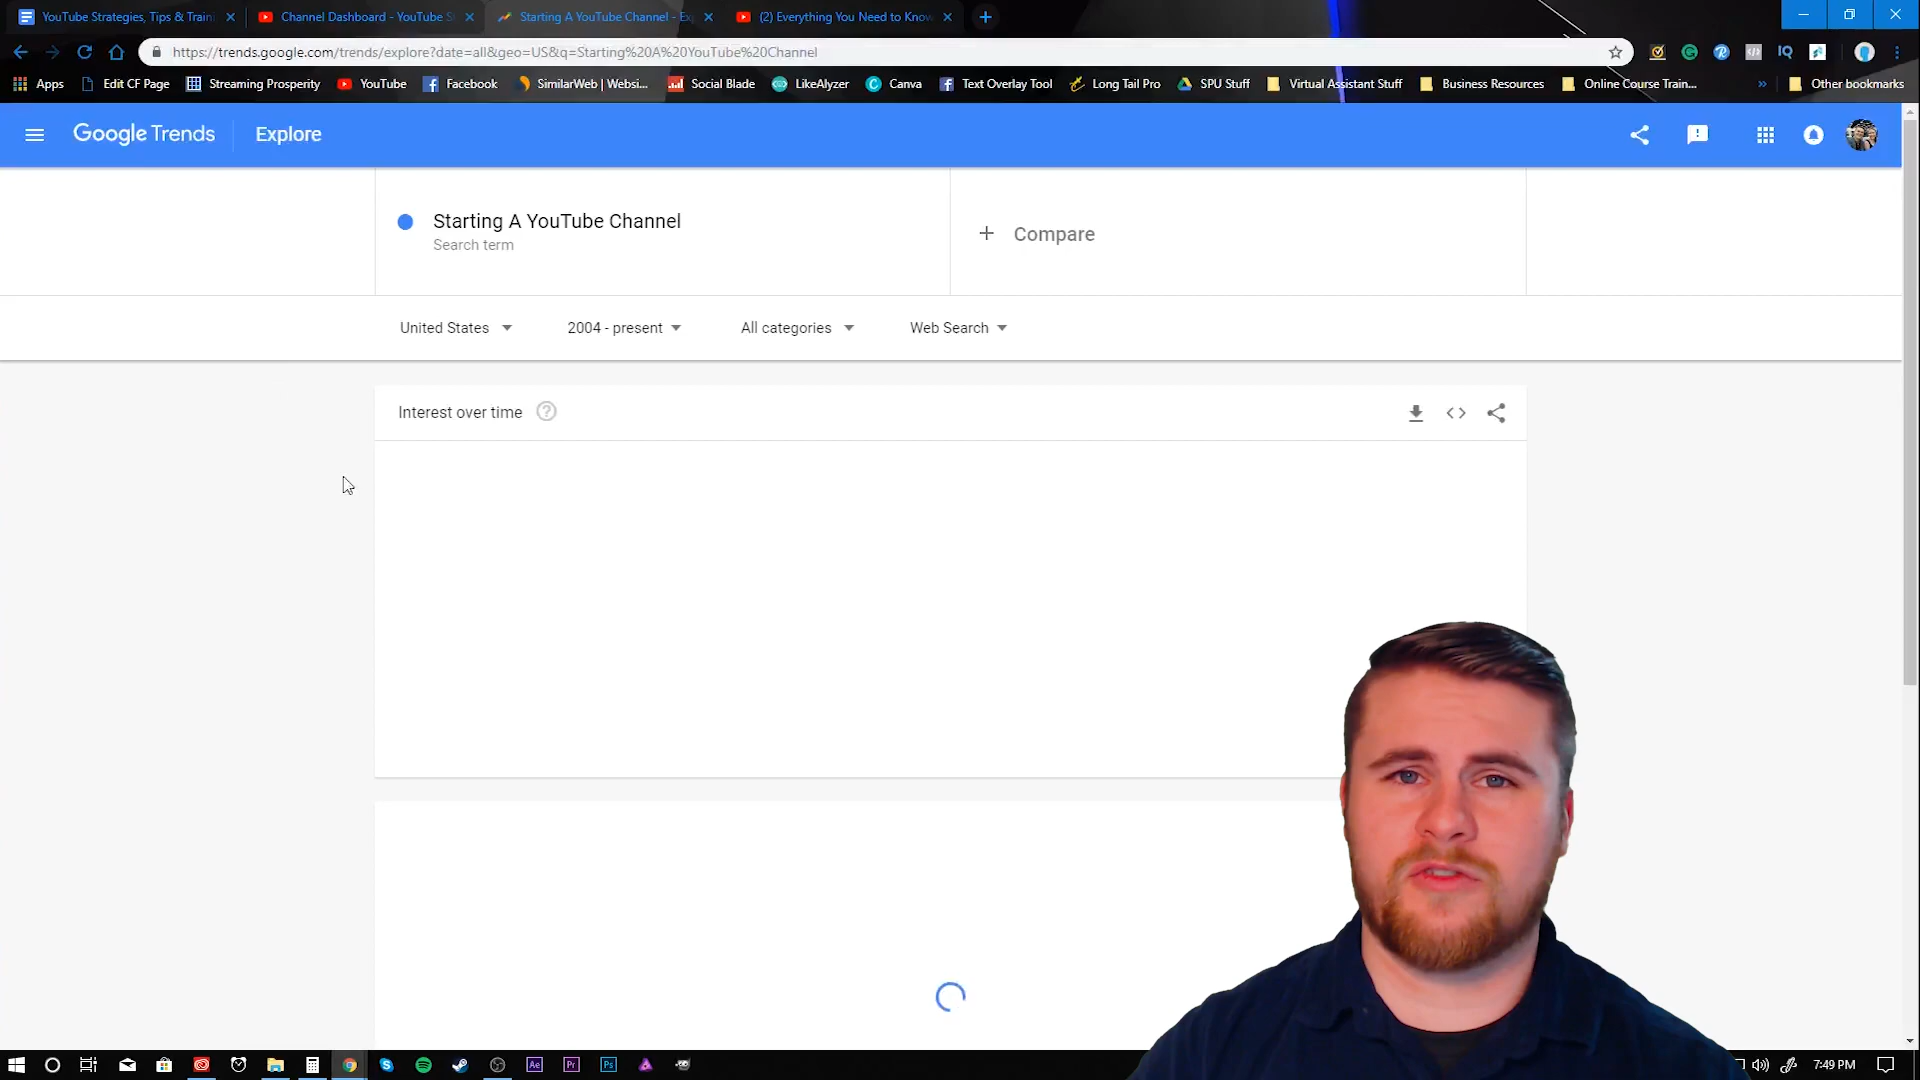 YouTube Strategies, Tips & Traini
Channel Dashboard - YouTube S
Starting A YouTube Channel - Ex
(2) Everything You Need to Know
https://trends.google.com/trends/explore?date=all&geo=US&q=Starting%20A%20YouTube%20Channel
Apps
Edit CF Page
Streaming Prosperity
YouTube
Facebook
SimilarWeb | Websi...
Social Blade
LikeAlyzer
Canva
Text Overlay Tool
Long Tail Pro
SPU Stuff
Virtual Assistant Stuff
Business Resources
Online Course Train...
»
Other bookmarks
Google Trends
Explore
Starting A YouTube Channel
Search term
+ Compare
United States
2004 - present
All categories
Web Search
Interest over time
Ae
Pr
Ps
7:49 PM